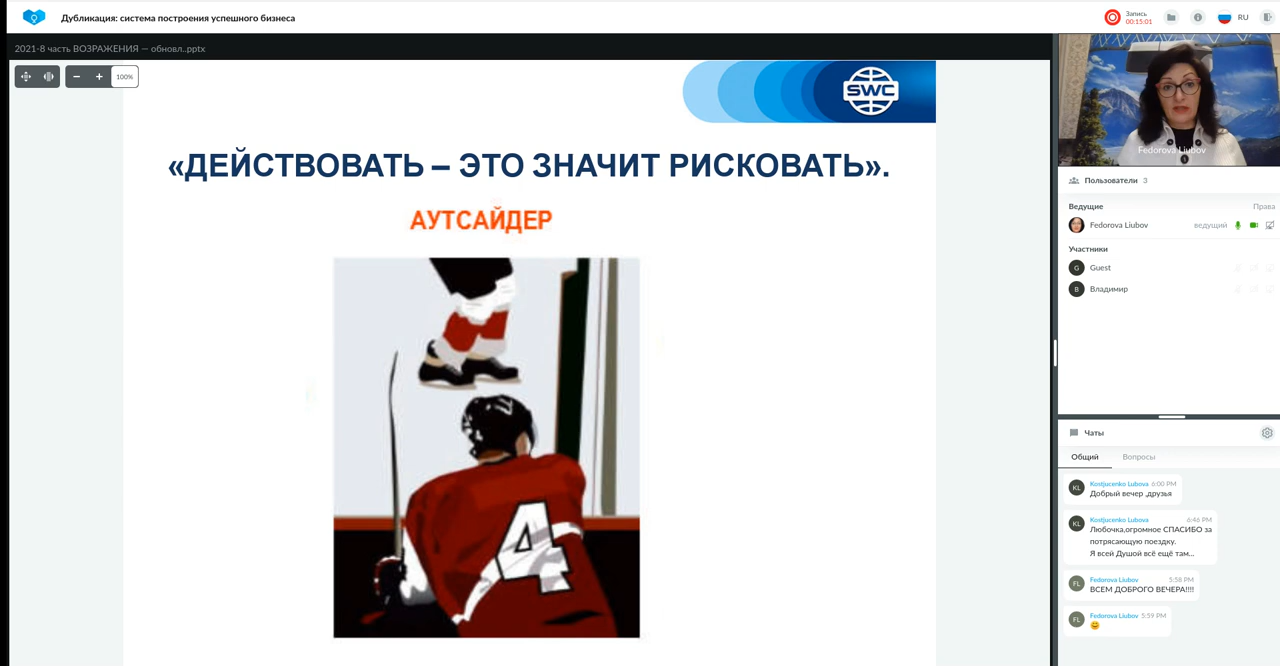 Дубликация: система построения успешного бизнеса
Запись
00:15:01
RU
2021-8 часть ВОЗРАЖЕНИЯ — обновл..pptx
100%
SWC
«ДЕЙСТВОВАТЬ – ЭТО ЗНАЧИТ РИСКОВАТЬ».
АУТСАЙДЕР
4
Fedorova Liubov
Пользователи 3
Ведущие Права
Fedorova Liubov ведущий
Участники
G Guest
В Владимир
Чаты
Общий Вопросы
KL Kostjucenko Lubova 6:00 PM
Добрый вечер ,друзья
KL Kostjucenko Lubova 6:46 PM
Любочка,огромное СПАСИБО за
потрясающую поездку.
Я всей Душой всё ещё там...
FL Fedorova Liubov 5:58 PM
ВСЕМ ДОБРОГО ВЕЧЕРА!!!!
FL Fedorova Liubov 5:59 PM
😊